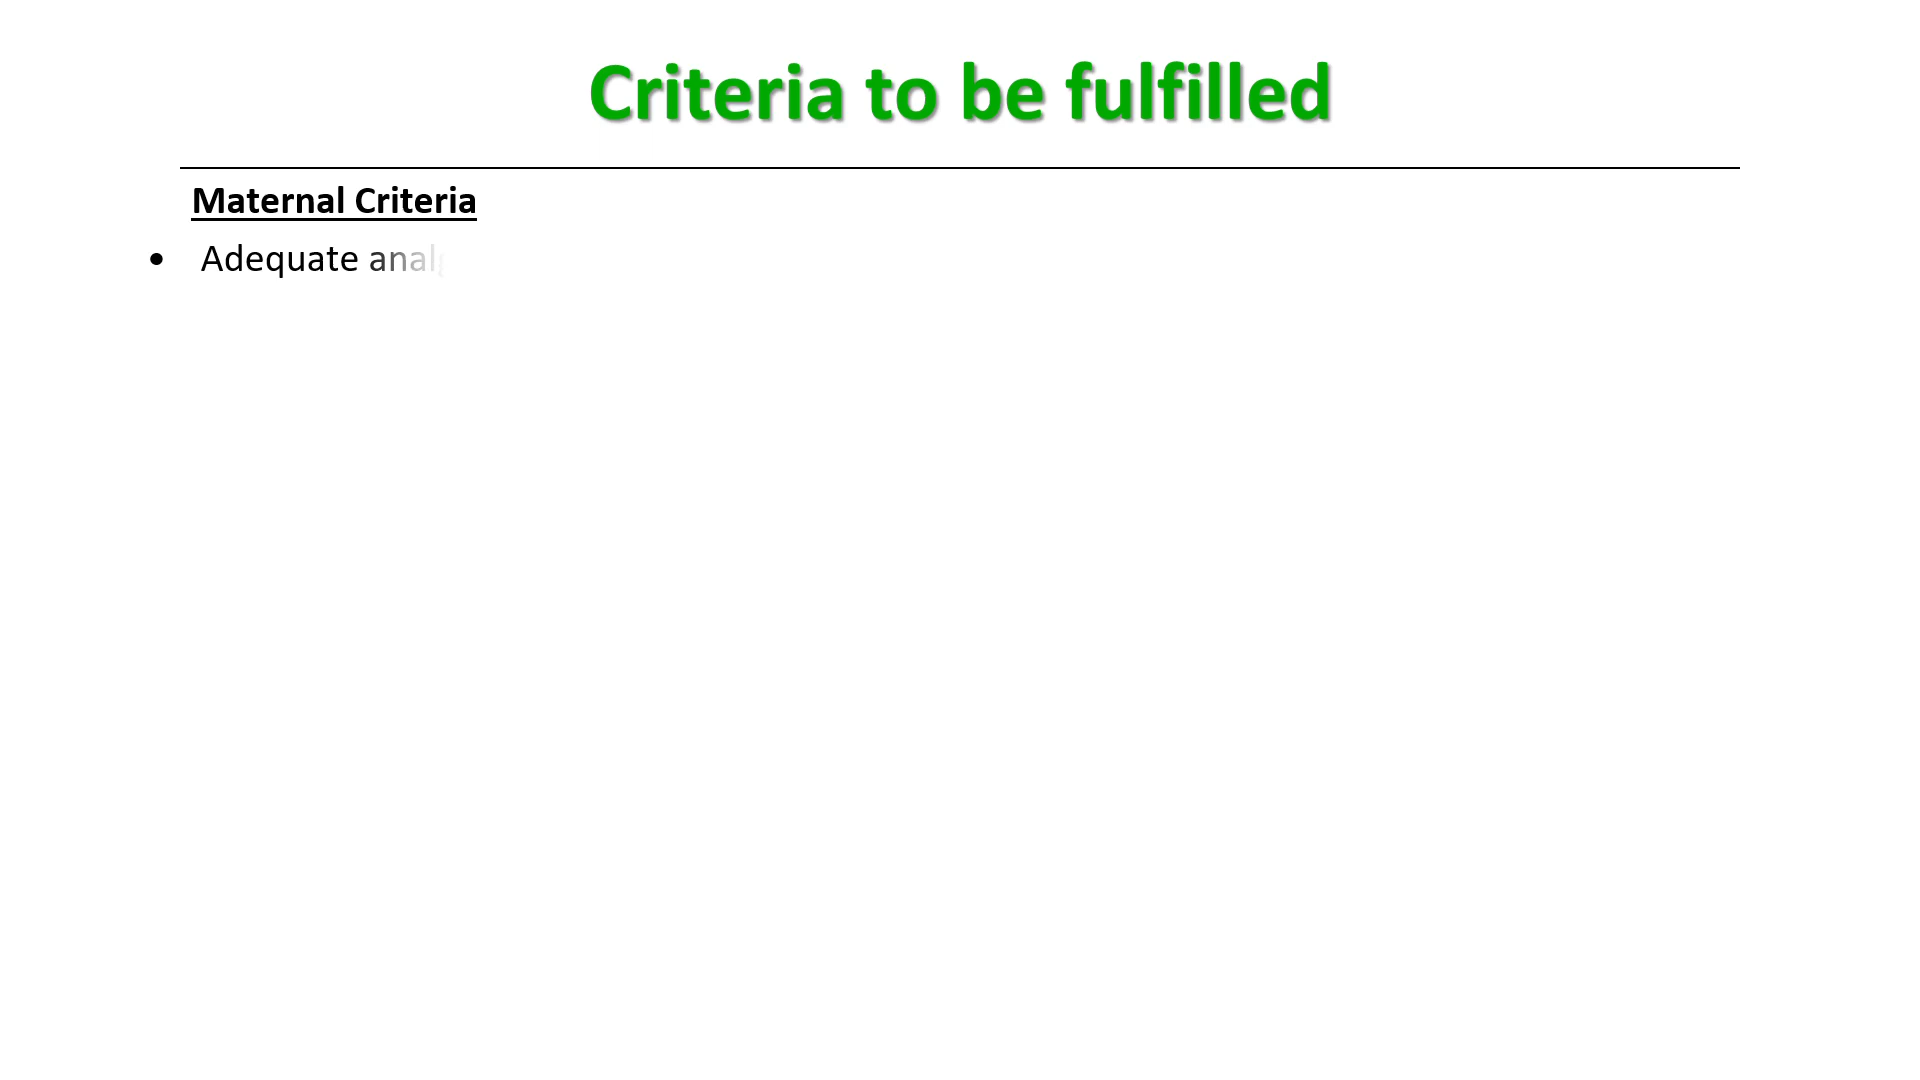 Criteria to be fulfilled
Maternal Criteria
• Adequate